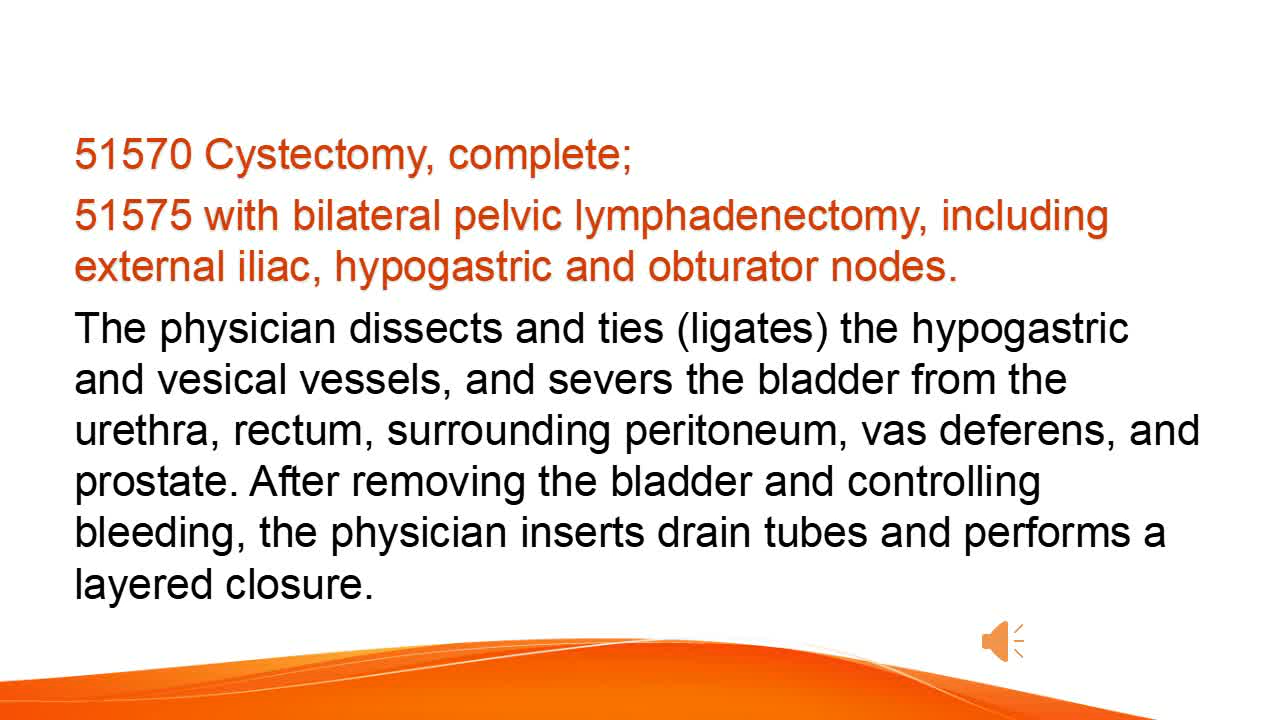 51570 Cystectomy, complete;
51575 with bilateral pelvic lymphadenectomy, including
external iliac, hypogastric and obturator nodes.
The physician dissects and ties (ligates) the hypogastric
and vesical vessels, and severs the bladder from the
urethra, rectum, surrounding peritoneum, vas deferens, and
prostate. After removing the bladder and controlling
bleeding, the physician inserts drain tubes and performs a
layered closure.